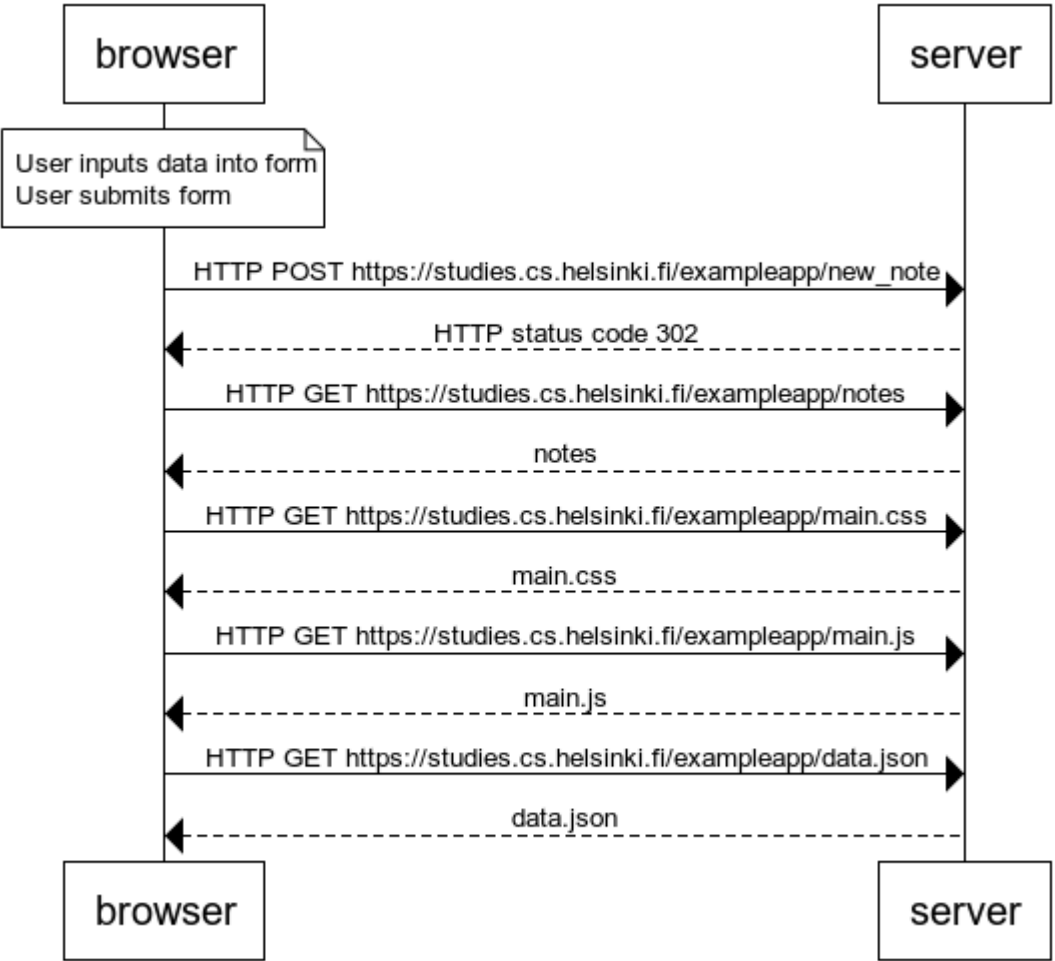 browser
server
User inputs data into form
User submits form
HTTP POST https://studies.cs.helsinki.fi/exampleapp/new_note
HTTP status code 302
HTTP GET https://studies.cs.helsinki.fi/exampleapp/notes
notes
HTTP GET https://studies.cs.helsinki.fi/exampleapp/main.css
main.css
HTTP GET https://studies.cs.helsinki.fi/exampleapp/main.js
main.js
HTTP GET https://studies.cs.helsinki.fi/exampleapp/data.json
data.json
browser
server